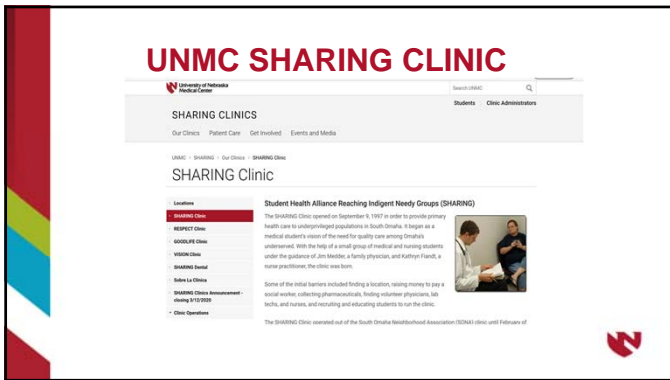 UNMC SHARING CLINIC
University of Nebraska
Medical Center
Search UNMC
Students Clinic Administrators
SHARING CLINICS
Our Clinics Patient Care Get Involved Events and Media
UNMC SHARING Our Clinics SHARING Clinic
SHARING Clinic
Locations
SHARING Clinic
RESPECT Clinic
GOODLIFE Clinic
VISION Clinic
SHARING Dental
Sobre La Clinica
SHARING Clinics Announcement -
closing 3/12/2020
Clinic Operations
Student Health Alliance Reaching Indigent Needy Groups (SHARING)
The SHARING Clinic opened on September 9, 1997 in order to provide primary
health care to underprivileged populations in South Omaha. It began as a
medical student's vision of the need for quality care among Omaha's
underserved. With the help of a small group of medical and nursing students
under the guidance of Jim Medder, a family physician, and Kathryn Fiandt, a
nurse practitioner, the clinic was born.
Some of the initial barriers included finding a location, raising money to pay a
social worker, collecting pharmaceuticals, finding volunteer physicians, lab
techs, and nurses, and recruiting and educating students to run the clinic.
The SHARING Clinic operated out of the South Omaha Neighborhood Association (SONA) clinic until February of